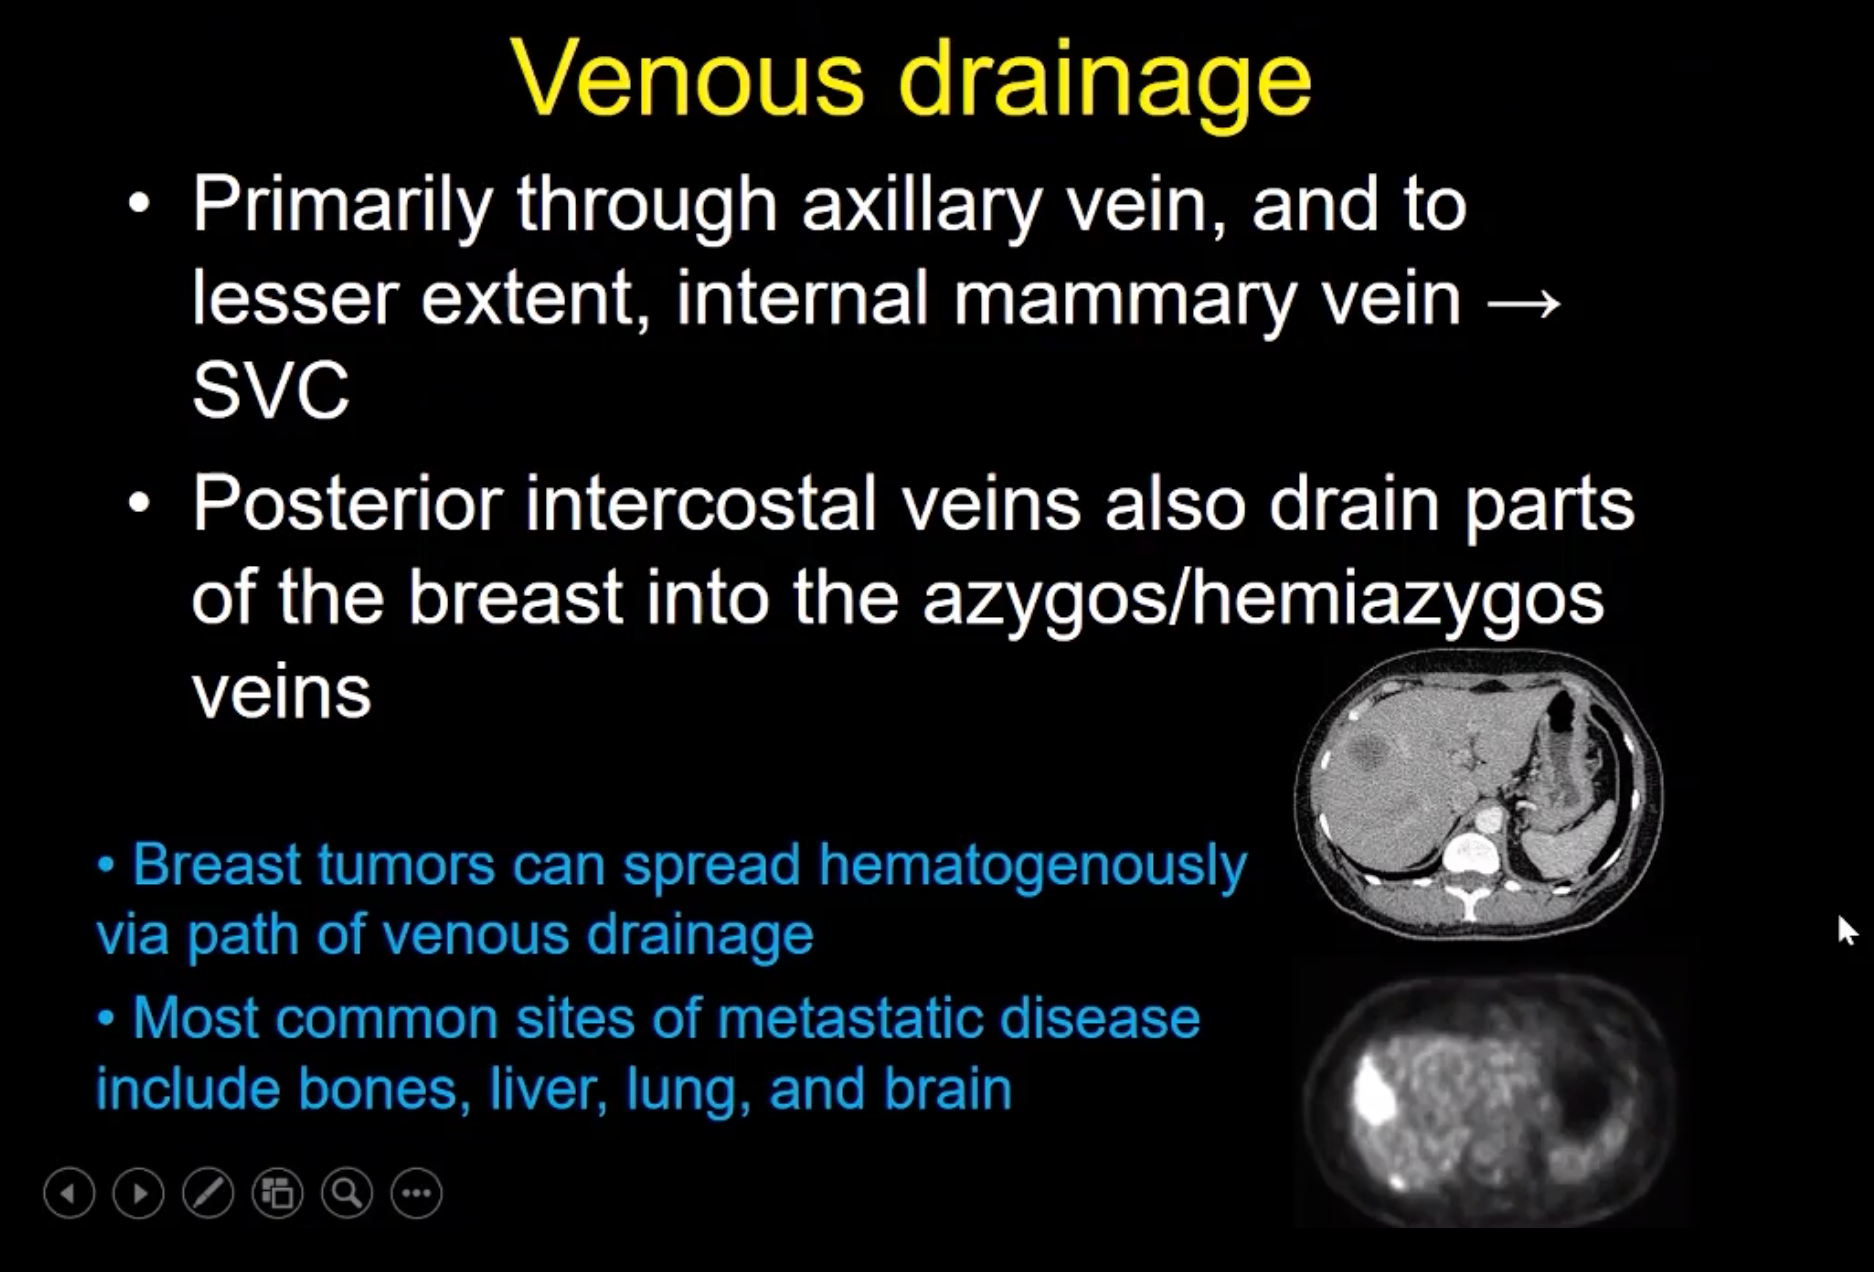 Venous drainage
• Primarily through axillary vein, and to
lesser extent, internal mammary vein →
SVC
• Posterior intercostal veins also drain parts
of the breast into the azygos/hemiazygos
veins
• Breast tumors can spread hematogenously
via path of venous drainage
• Most common sites of metastatic disease
include bones, liver, lung, and brain